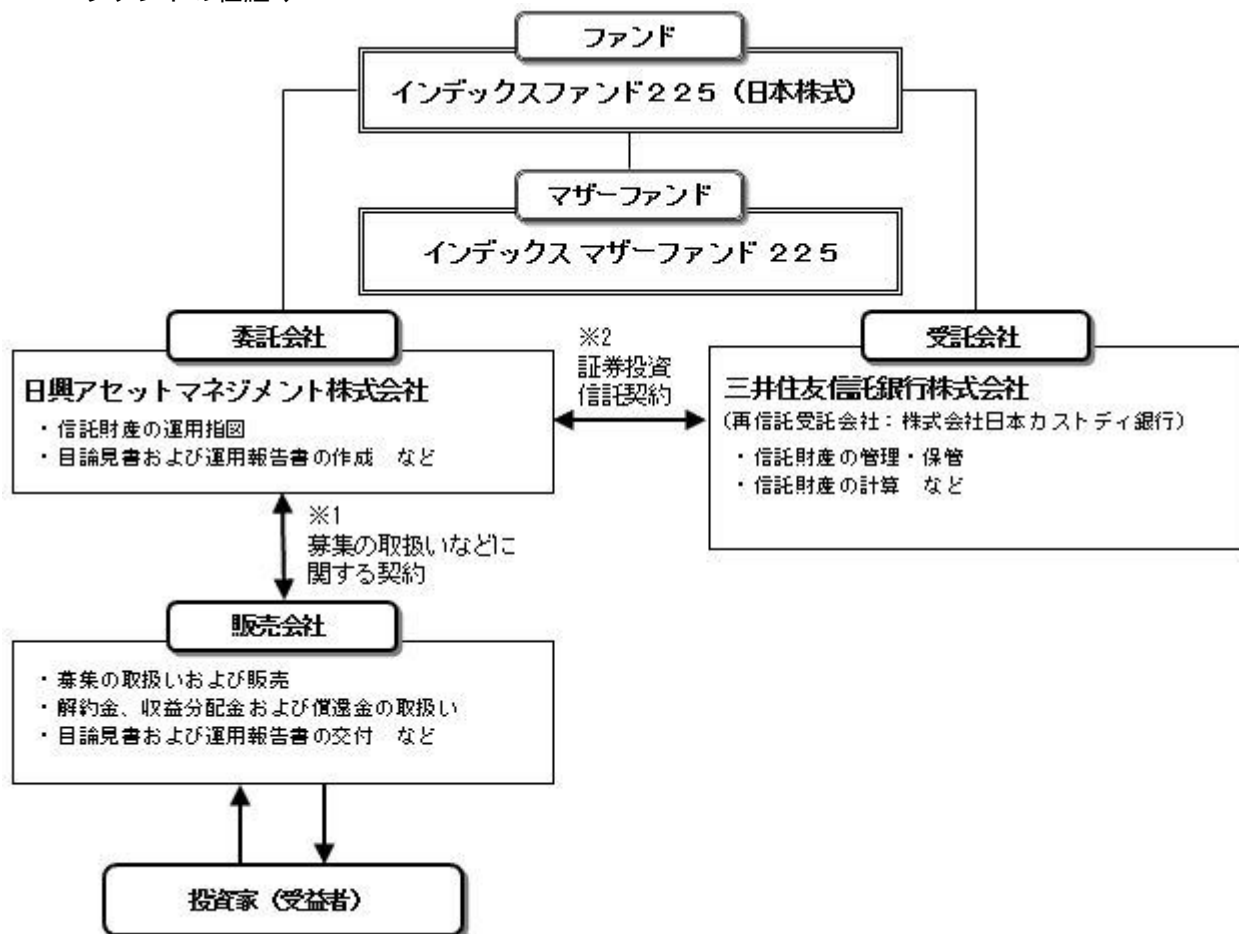 ファンド
インデックスファンド225（日本株式）
マザーファンド
インデックス マザーファンド 225
委託会社
日興アセットマネジメント株式会社
・信託財産の運用指図
・目論見書および運用報告書の作成　など
※2
証券投資
信託契約
受託会社
三井住友信託銀行株式会社
（再信託受託会社：株式会社日本カストディ銀行）
・信託財産の管理・保管
・信託財産の計算　など
※1
募集の取扱いなどに
関する契約
販売会社
・募集の取扱いおよび販売
・解約金、収益分配金および償還金の取扱い
・目論見書および運用報告書の交付　など
投資家（受益者）